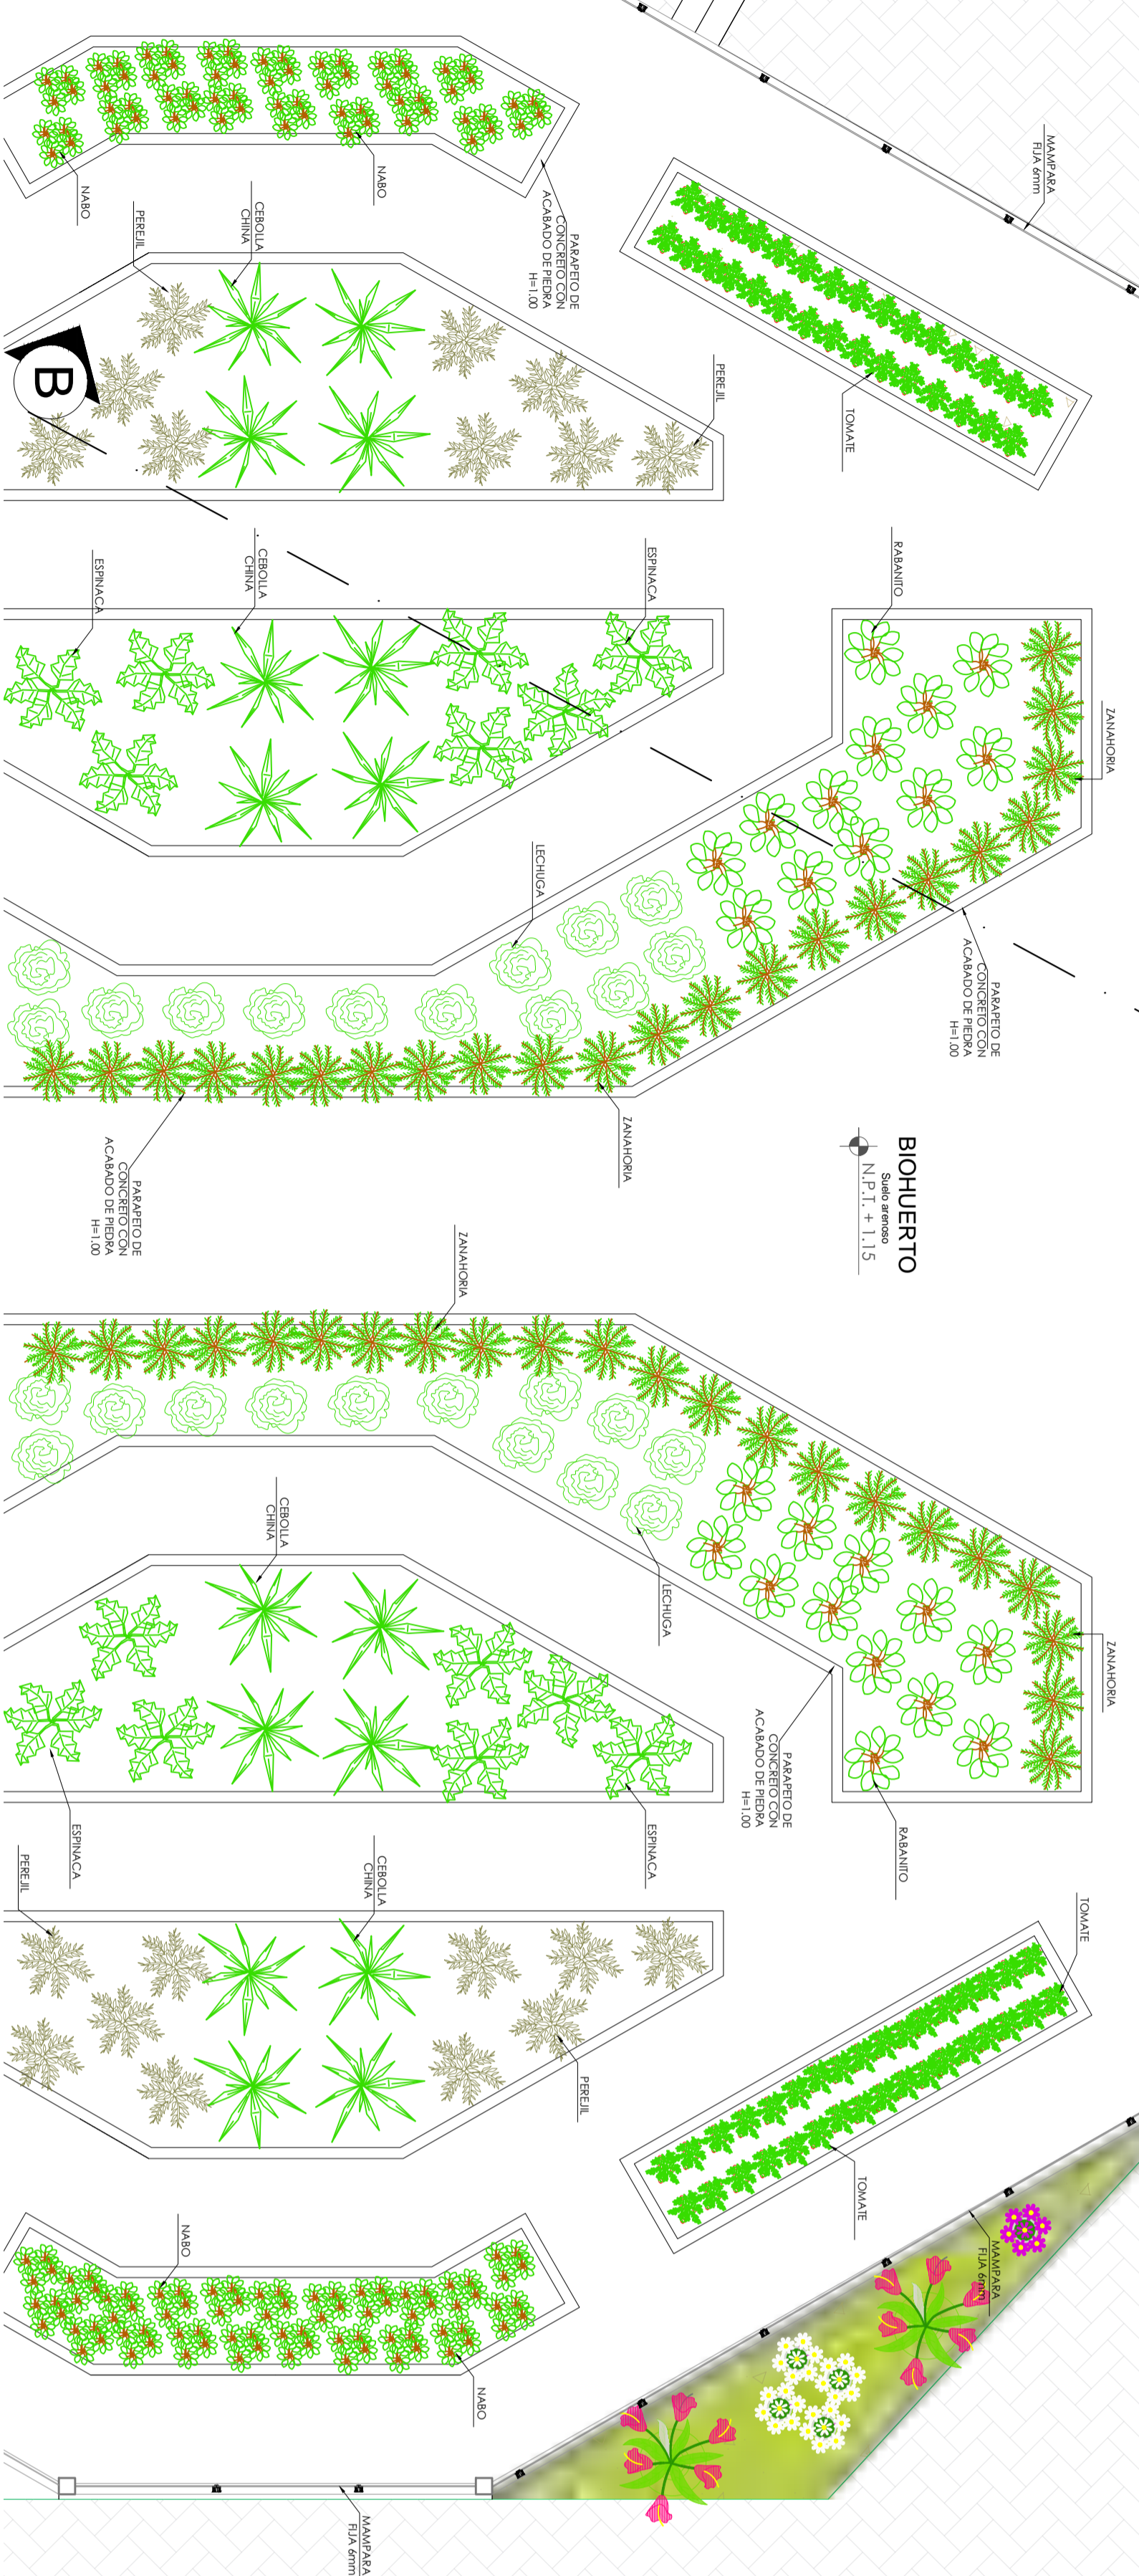 MAMPARA
FIJA 6mm
NABO
NABO
PARAPETO DE
CONCRETO CON
ACABADO DE PIEDRA
H=1.00
PEREJIL
CEBOLLA
CHINA
B
PEREJIL
TOMATE
ESPINACA
CEBOLLA
CHINA
ESPINACA
RABANITO
ZANAHORIA
LECHUGA
PARAPETO DE
CONCRETO CON
ACABADO DE PIEDRA
H=1.00
ZANAHORIA
PARAPETO DE
CONCRETO CON
ACABADO DE PIEDRA
H=1.00
BIOHUERTO
Suelo arenoso
N.P.T. + 1.15
ZANAHORIA
CEBOLLA
CHINA
LECHUGA
ZANAHORIA
PARAPETO DE
CONCRETO CON
ACABADO DE PIEDRA
H=1.00
RABANITO
ESPINACA
ESPINACA
PEREJIL
CEBOLLA
CHINA
TOMATE
PEREJIL
TOMATE
NABO
MAMPARA
FIJA 6mm
NABO
MAMPARA
FIJA 6mm